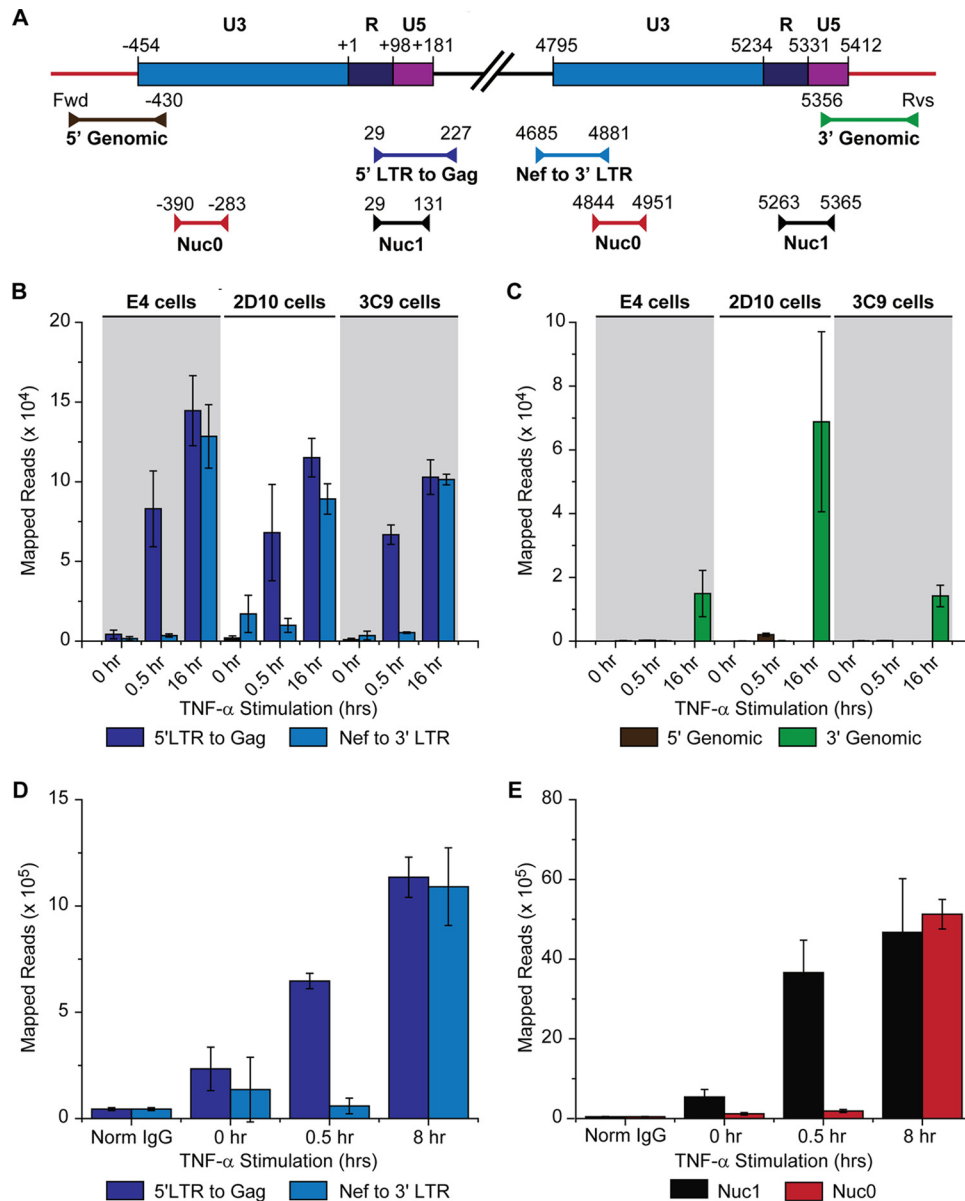 A
U3 R U5 U3 R U5
-454 +1 +98 +181 4795 5234 5331 5412
Fwd -430 5356 Rvs
5' Genomic 3' Genomic
29 227 4685 4881
5' LTR to Gag Nef to 3' LTR
-390 -283 29 131 4844 4951 5263 5365
Nuc0 Nuc1 Nuc0 Nuc1
B
E4 cells 2D10 cells 3C9 cells
20
15
10
5
0
Mapped Reads (x 10⁴)
0 hr 0.5 hr 16 hr 0 hr 0.5 hr 16 hr 0 hr 0.5 hr 16 hr
TNF-α Stimulation (hrs)
5'LTR to Gag Nef to 3' LTR
C
E4 cells 2D10 cells 3C9 cells
10
8
6
4
2
0
Mapped Reads (x 10⁴)
0 hr 0.5 hr 16 hr 0 hr 0.5 hr 16 hr 0 hr 0.5 hr 16 hr
TNF-α Stimulation (hrs)
5' Genomic 3' Genomic
D
15
10
5
0
Mapped Reads (x 10⁵)
Norm IgG 0 hr 0.5 hr 8 hr
TNF-α Stimulation (hrs)
5'LTR to Gag Nef to 3' LTR
E
80
60
40
20
0
Mapped Reads (x 10⁵)
Norm IgG 0 hr 0.5 hr 8 hr
TNF-α Stimulation (hrs)
Nuc1 Nuc0